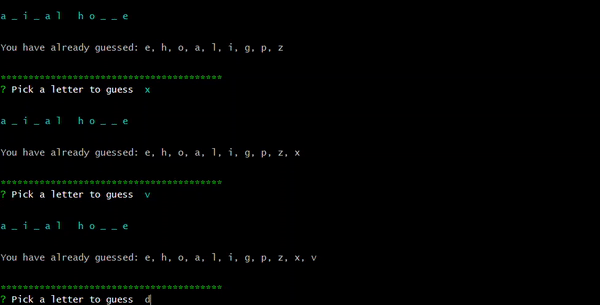 a _ i _ a l   h o _ _ e
You have already guessed: e, h, o, a, l, i, g, p, z
****************************************
? Pick a letter to guess  x
a _ i _ a l   h o _ _ e
You have already guessed: e, h, o, a, l, i, g, p, z, x
****************************************
? Pick a letter to guess  v
a _ i _ a l   h o _ _ e
You have already guessed: e, h, o, a, l, i, g, p, z, x, v
****************************************
? Pick a letter to guess  d